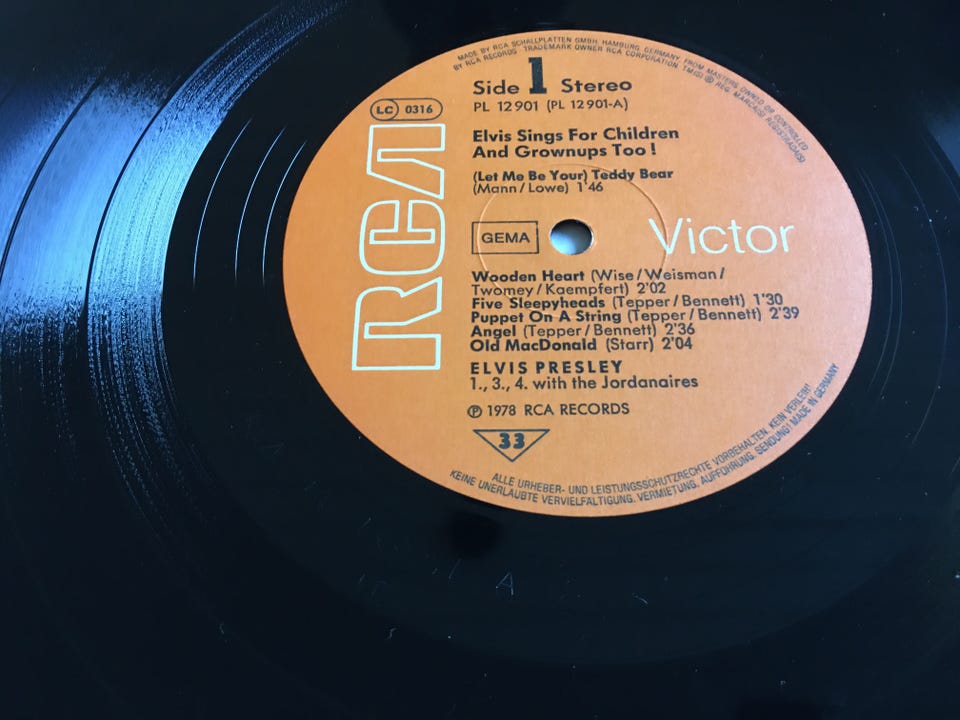 MADE BY RCA SCHALLPLATTEN GMBH. HAMBURG, GERMANY, FROM MASTERS OWNED OR CONTROLLED
BY RCA RECORDS TRADEMARK OWNER RCA CORPORATION. TM(S) ® REG. MARCA(S) REGISTRADA(S)
Side 1 Stereo
PL 12901 (PL 12901-A)
LC 0316
RCA
Elvis Sings For Children
And Grownups Too!
(Let Me Be Your) Teddy Bear
(Mann/Lowe) 1'46
GEMA
Victor
Wooden Heart (Wise/Weisman/
Twomey/Kaempfert) 2'02
Five Sleepyheads (Tepper/Bennett) 1'30
Puppet On A String (Tepper/Bennett) 2'39
Angel (Tepper/Bennett) 2'36
Old MacDonald (Starr) 2'04
ELVIS PRESLEY
1., 3., 4. with the Jordanaires
℗ 1978 RCA RECORDS
33
ALLE URHEBER- UND LEISTUNGSSCHUTZRECHTE VORBEHALTEN. KEIN VERLEIH!
KEINE UNERLAUBTE VERVIELFÄLTIGUNG, VERMIETUNG, AUFFÜHRUNG, SENDUNG! MADE IN GERMANY